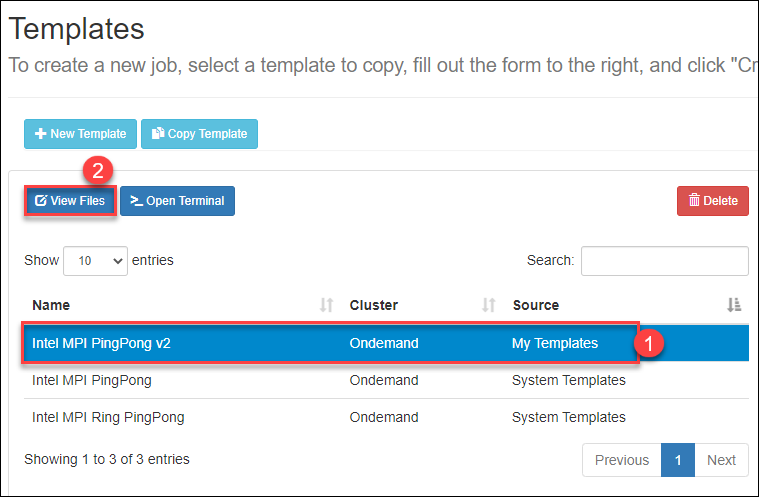 Templates
To create a new job, select a template to copy, fill out the form to the right, and click "Cr
New Template Copy Template
2
View Files Open Terminal Delete
Show 10 entries Search:
Name Cluster Source
Intel MPI PingPong v2 Ondemand My Templates 1
Intel MPI PingPong Ondemand System Templates
Intel MPI Ring PingPong Ondemand System Templates
Showing 1 to 3 of 3 entries Previous 1 Next